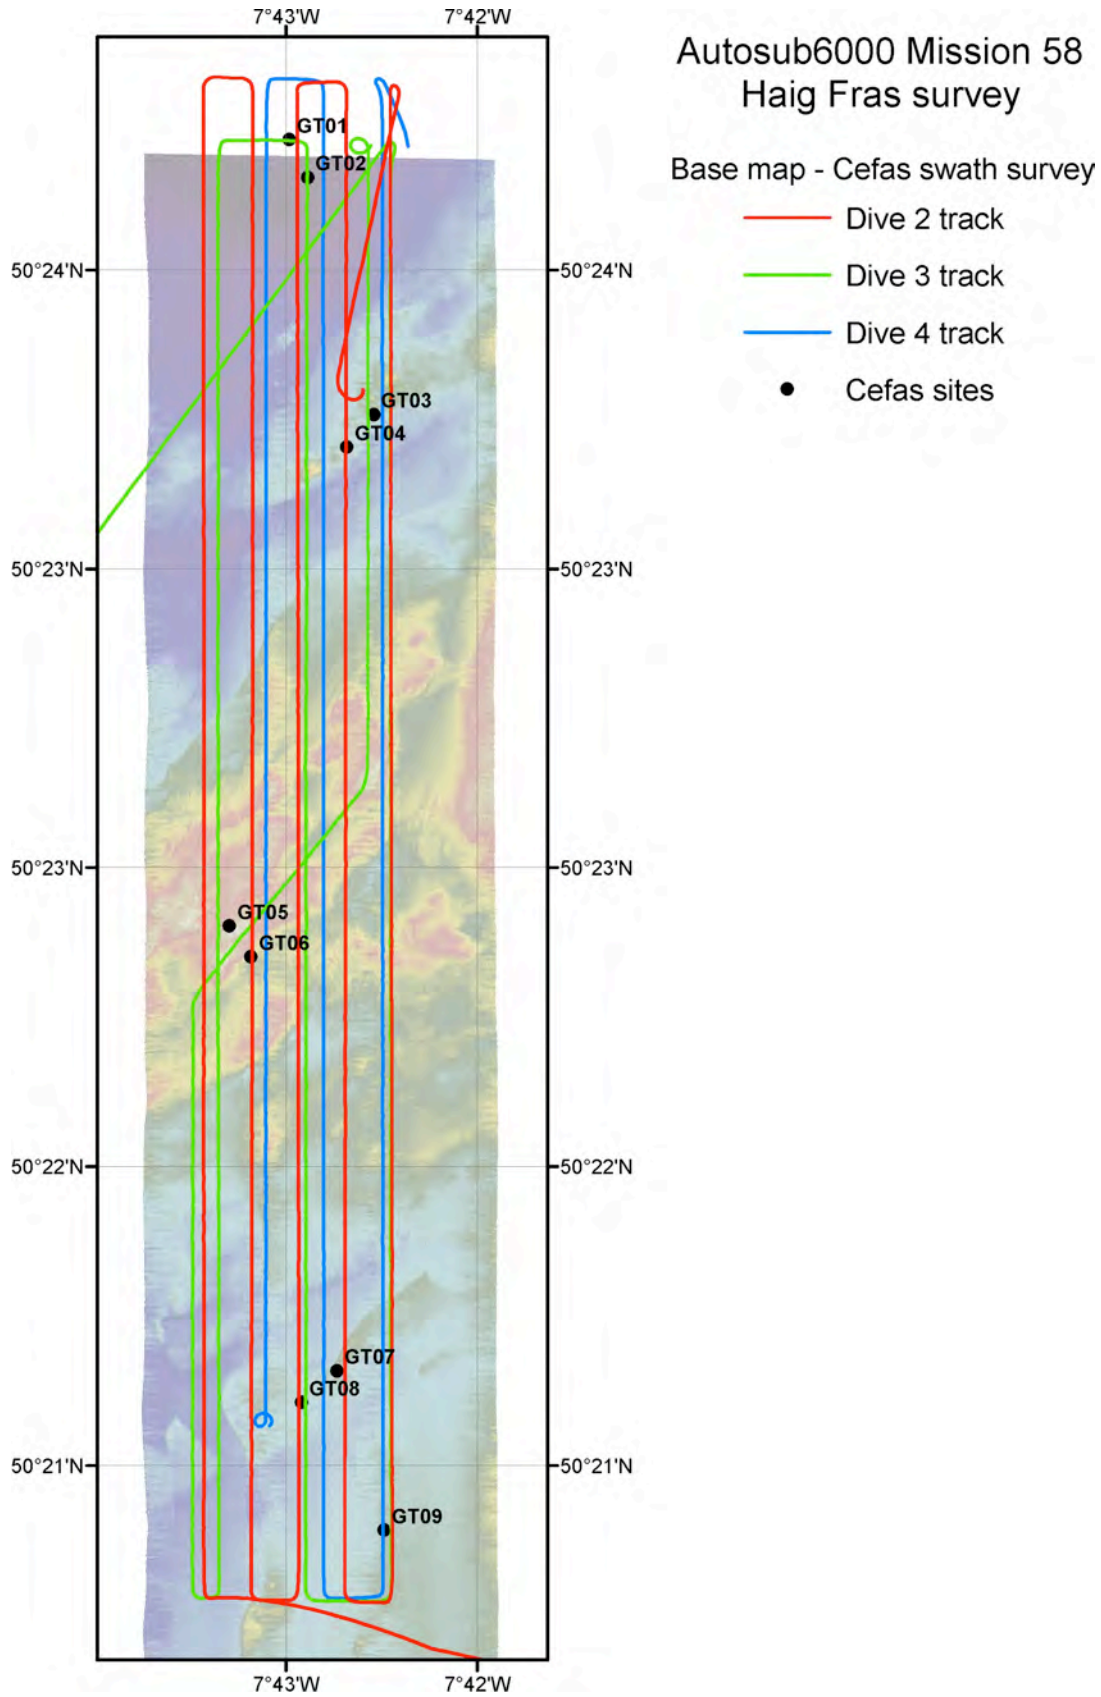 7°43'W
7°42'W
Autosub6000 Mission 58
Haig Fras survey
Base map - Cefas swath survey
Dive 2 track
Dive 3 track
Dive 4 track
Cefas sites
GT01
GT02
50°24'N
50°24'N
GT03
GT04
50°23'N
50°23'N
50°23'N
50°23'N
GT05
GT06
50°22'N
50°22'N
GT07
GT08
50°21'N
50°21'N
GT09
7°43'W
7°42'W